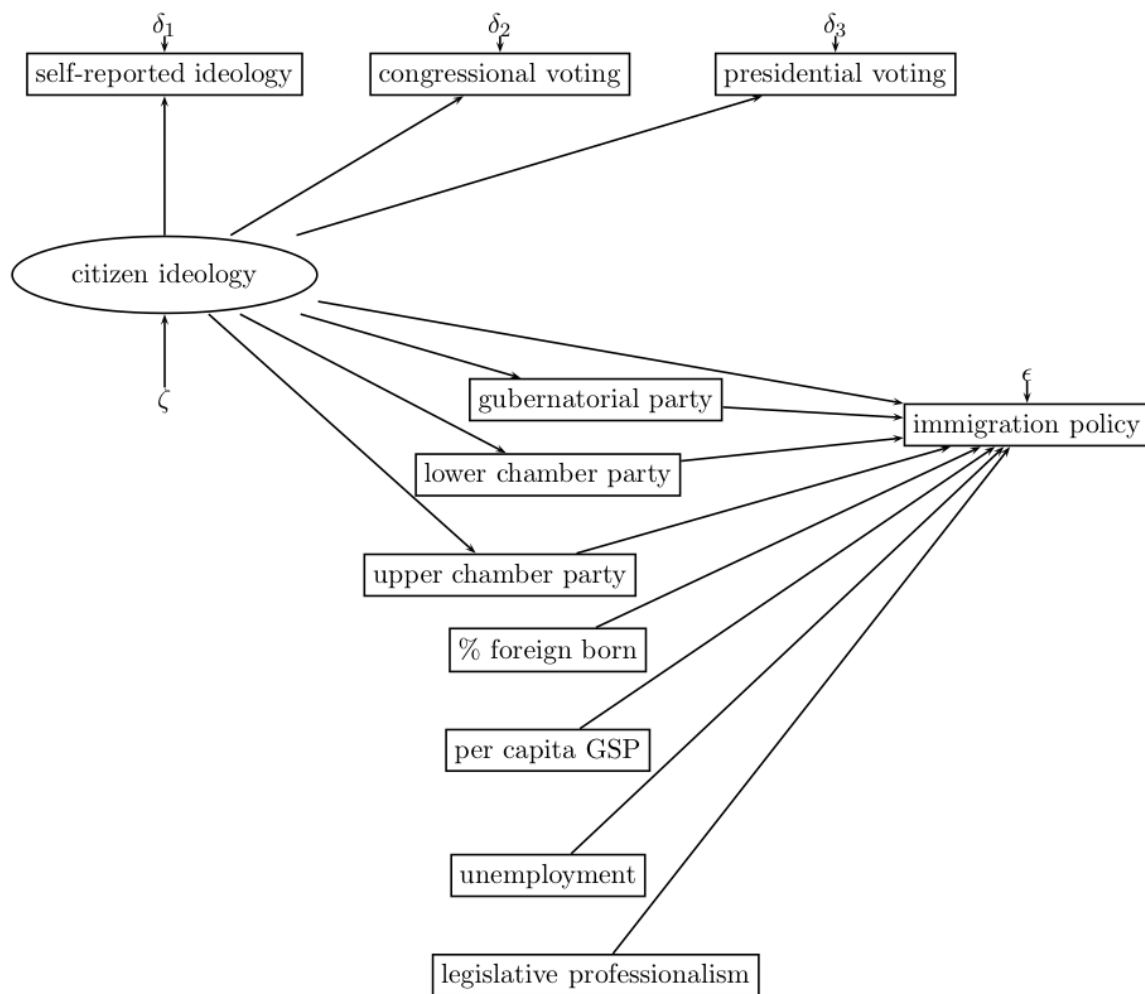 δ1 δ2 δ3
self-reported ideology congressional voting presidential voting
citizen ideology
ζ
gubernatorial party
ϵ
immigration policy
lower chamber party
upper chamber party
% foreign born
per capita GSP
unemployment
legislative professionalism